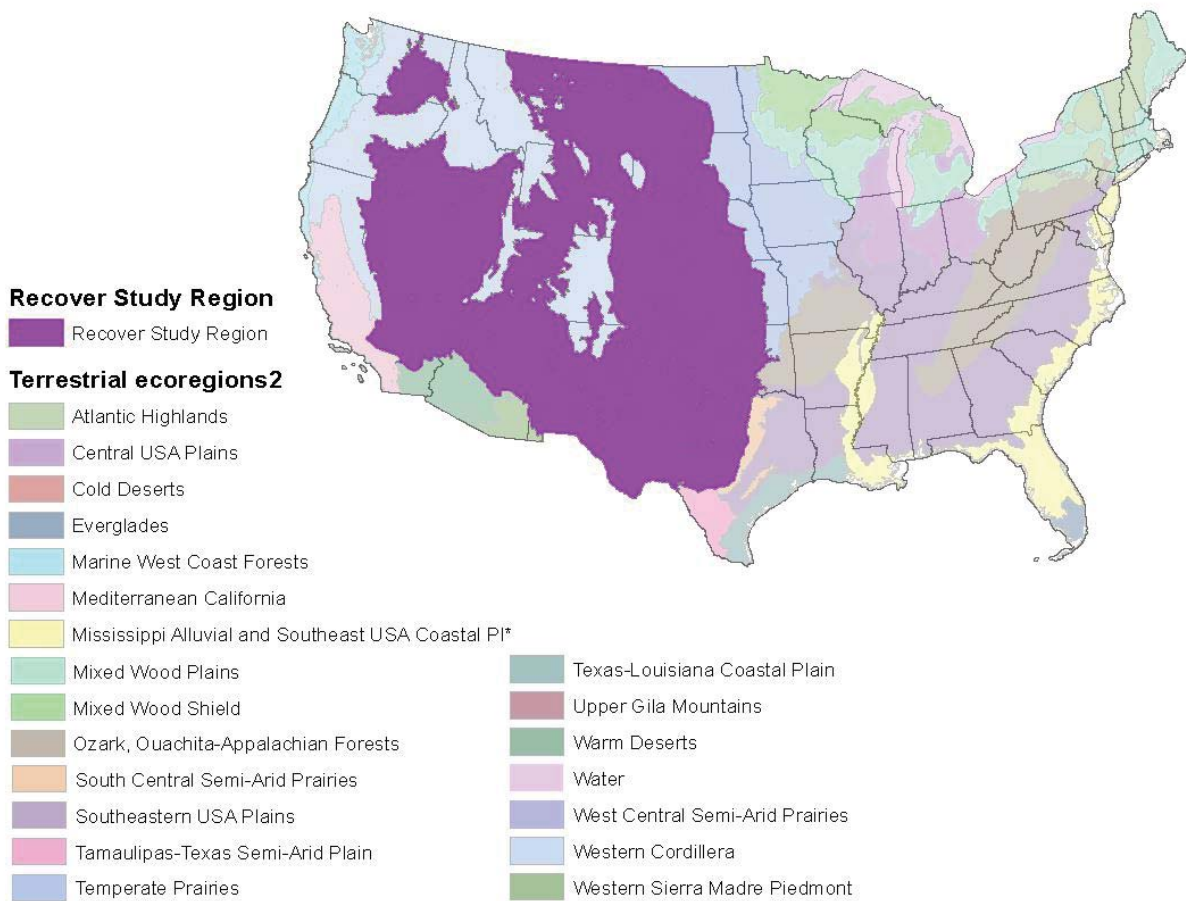 Recover Study Region
Recover Study Region
Terrestrial ecoregions2
Atlantic Highlands
Central USA Plains
Cold Deserts
Everglades
Marine West Coast Forests
Mediterranean California
Mississippi Alluvial and Southeast USA Coastal Pl*
Mixed Wood Plains
Mixed Wood Shield
Ozark, Ouachita-Appalachian Forests
South Central Semi-Arid Prairies
Southeastern USA Plains
Tamaulipas-Texas Semi-Arid Plain
Temperate Prairies
Texas-Louisiana Coastal Plain
Upper Gila Mountains
Warm Deserts
Water
West Central Semi-Arid Prairies
Western Cordillera
Western Sierra Madre Piedmont